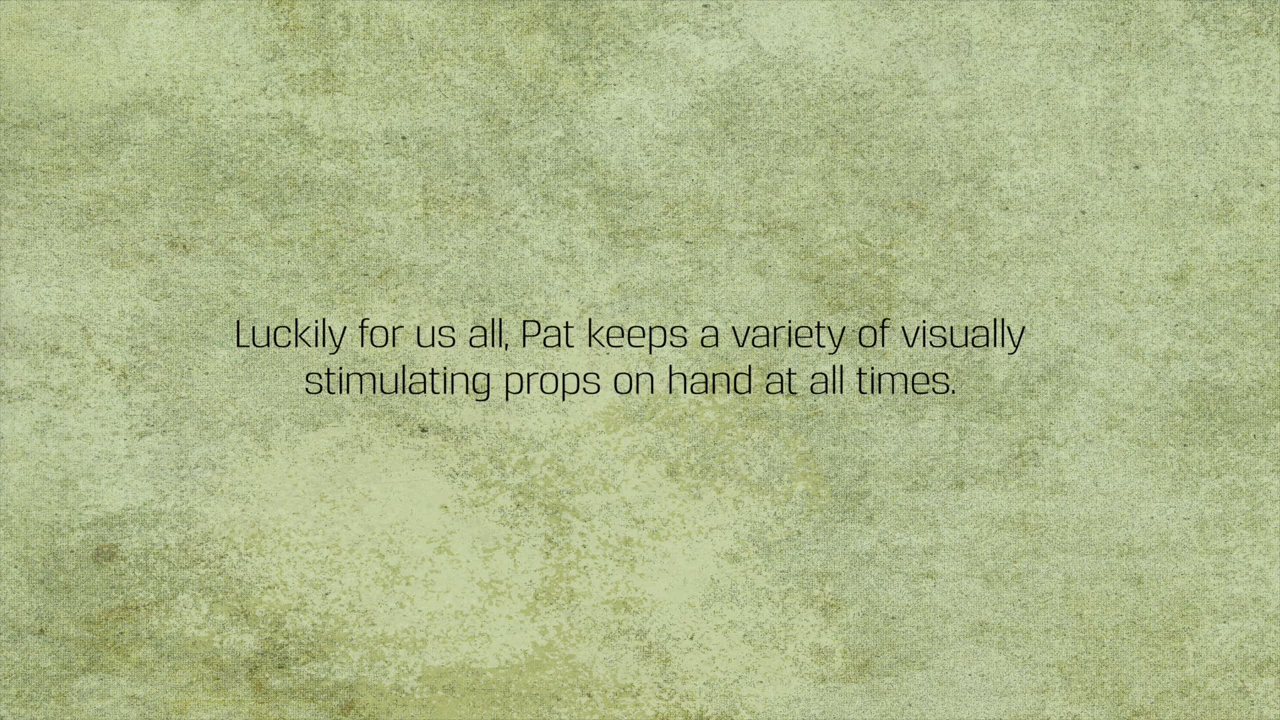 Luckily for us all, Pat keeps a variety of visually
stimulating props on hand at all times.